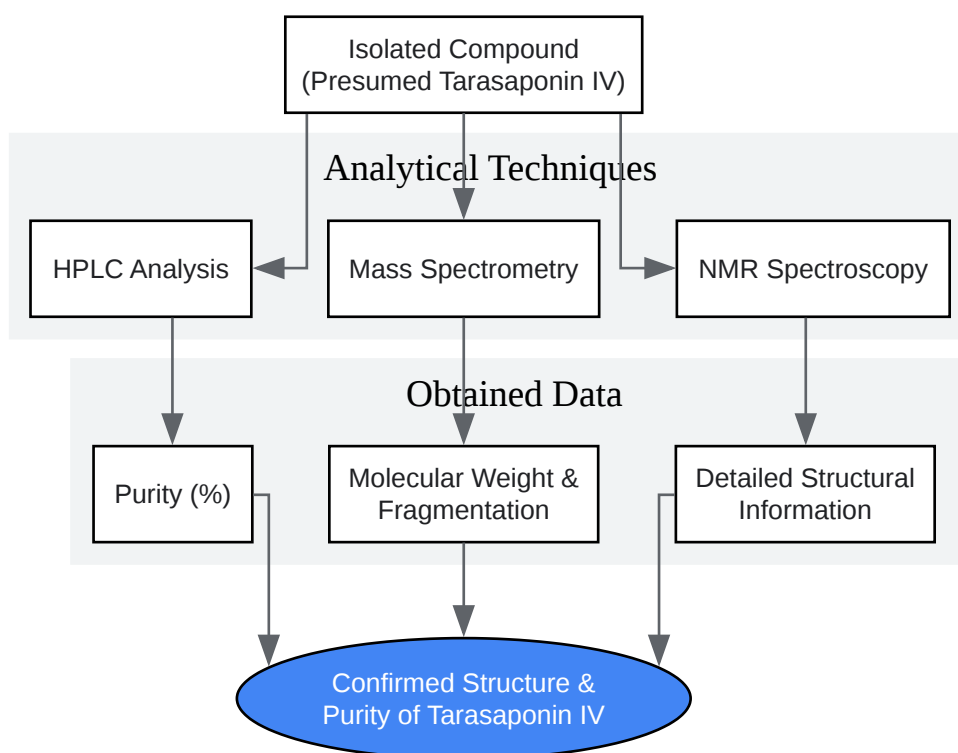 Isolated Compound
(Presumed Tarasaponin IV)
Analytical Techniques
HPLC Analysis
Mass Spectrometry
NMR Spectroscopy
Obtained Data
Purity (%)
Molecular Weight &
Fragmentation
Detailed Structural
Information
Confirmed Structure &
Purity of Tarasaponin IV